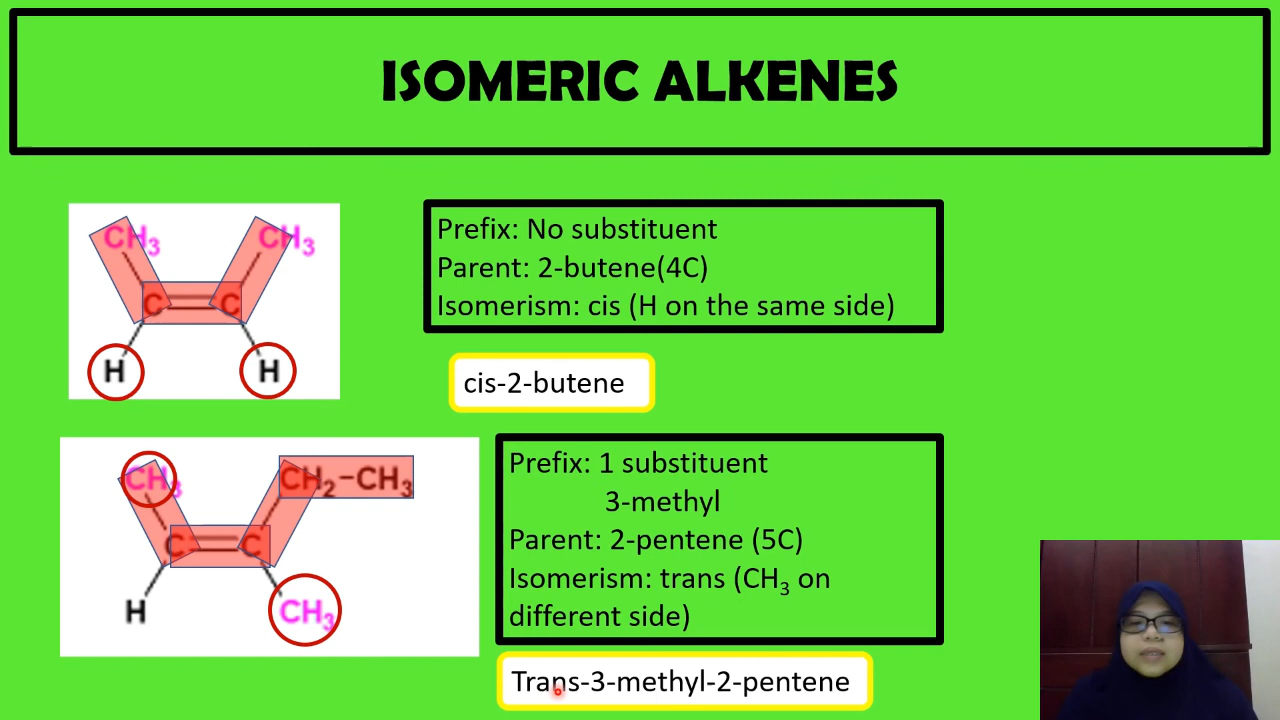 ISOMERIC ALKENES
CH₃ CH₃
C C
H H
Prefix: No substituent
Parent: 2-butene(4C)
Isomerism: cis (H on the same side)
cis-2-butene
CH₃ CH₂–CH₃
C C
H CH₃
Prefix: 1 substituent
3-methyl
Parent: 2-pentene (5C)
Isomerism: trans (CH₃ on
different side)
Trans-3-methyl-2-pentene